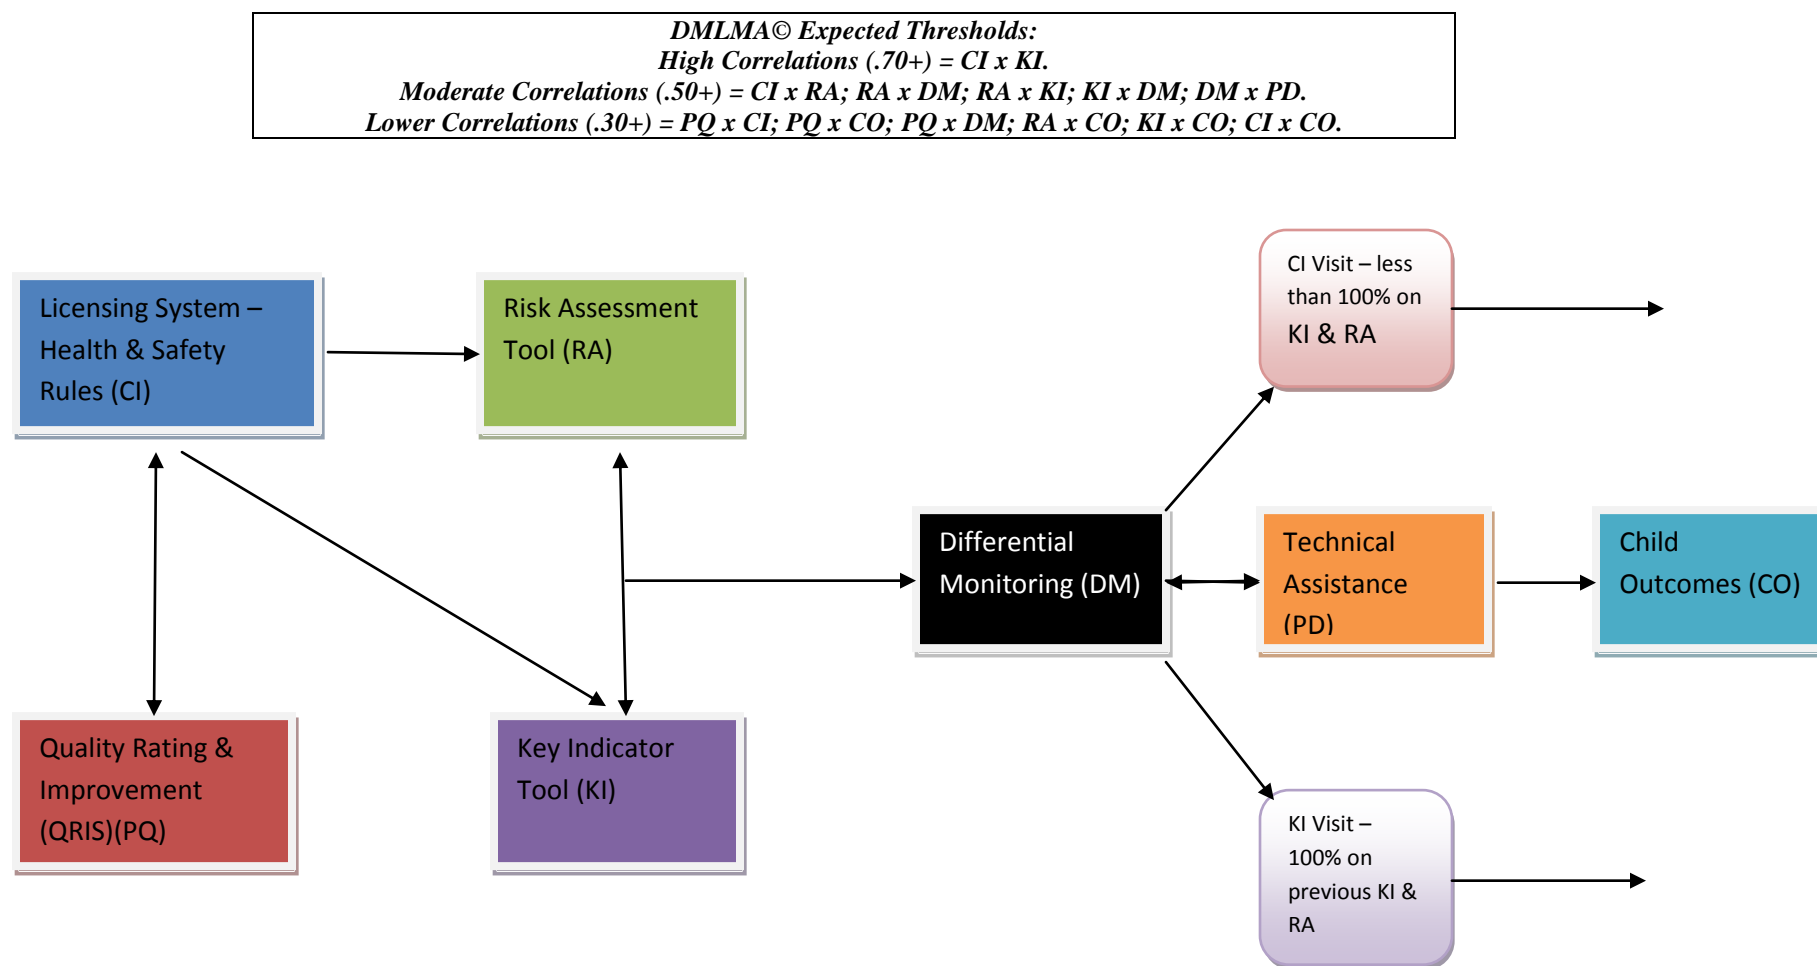 DMLMA© Expected Thresholds:
High Correlations (.70+) = CI x KI.
Moderate Correlations (.50+) = CI x RA; RA x DM; RA x KI; KI x DM; DM x PD.
Lower Correlations (.30+) = PQ x CI; PQ x CO; PQ x DM; RA x CO; KI x CO; CI x CO.
CI Visit – less
than 100% on
KI & RA
Licensing System –
Health & Safety
Rules (CI)
Risk Assessment
Tool (RA)
Differential
Monitoring (DM)
Technical
Assistance
(PD)
Child
Outcomes (CO)
Quality Rating &
Improvement
(QRIS)(PQ)
Key Indicator
Tool (KI)
KI Visit –
100% on
previous KI &
RA